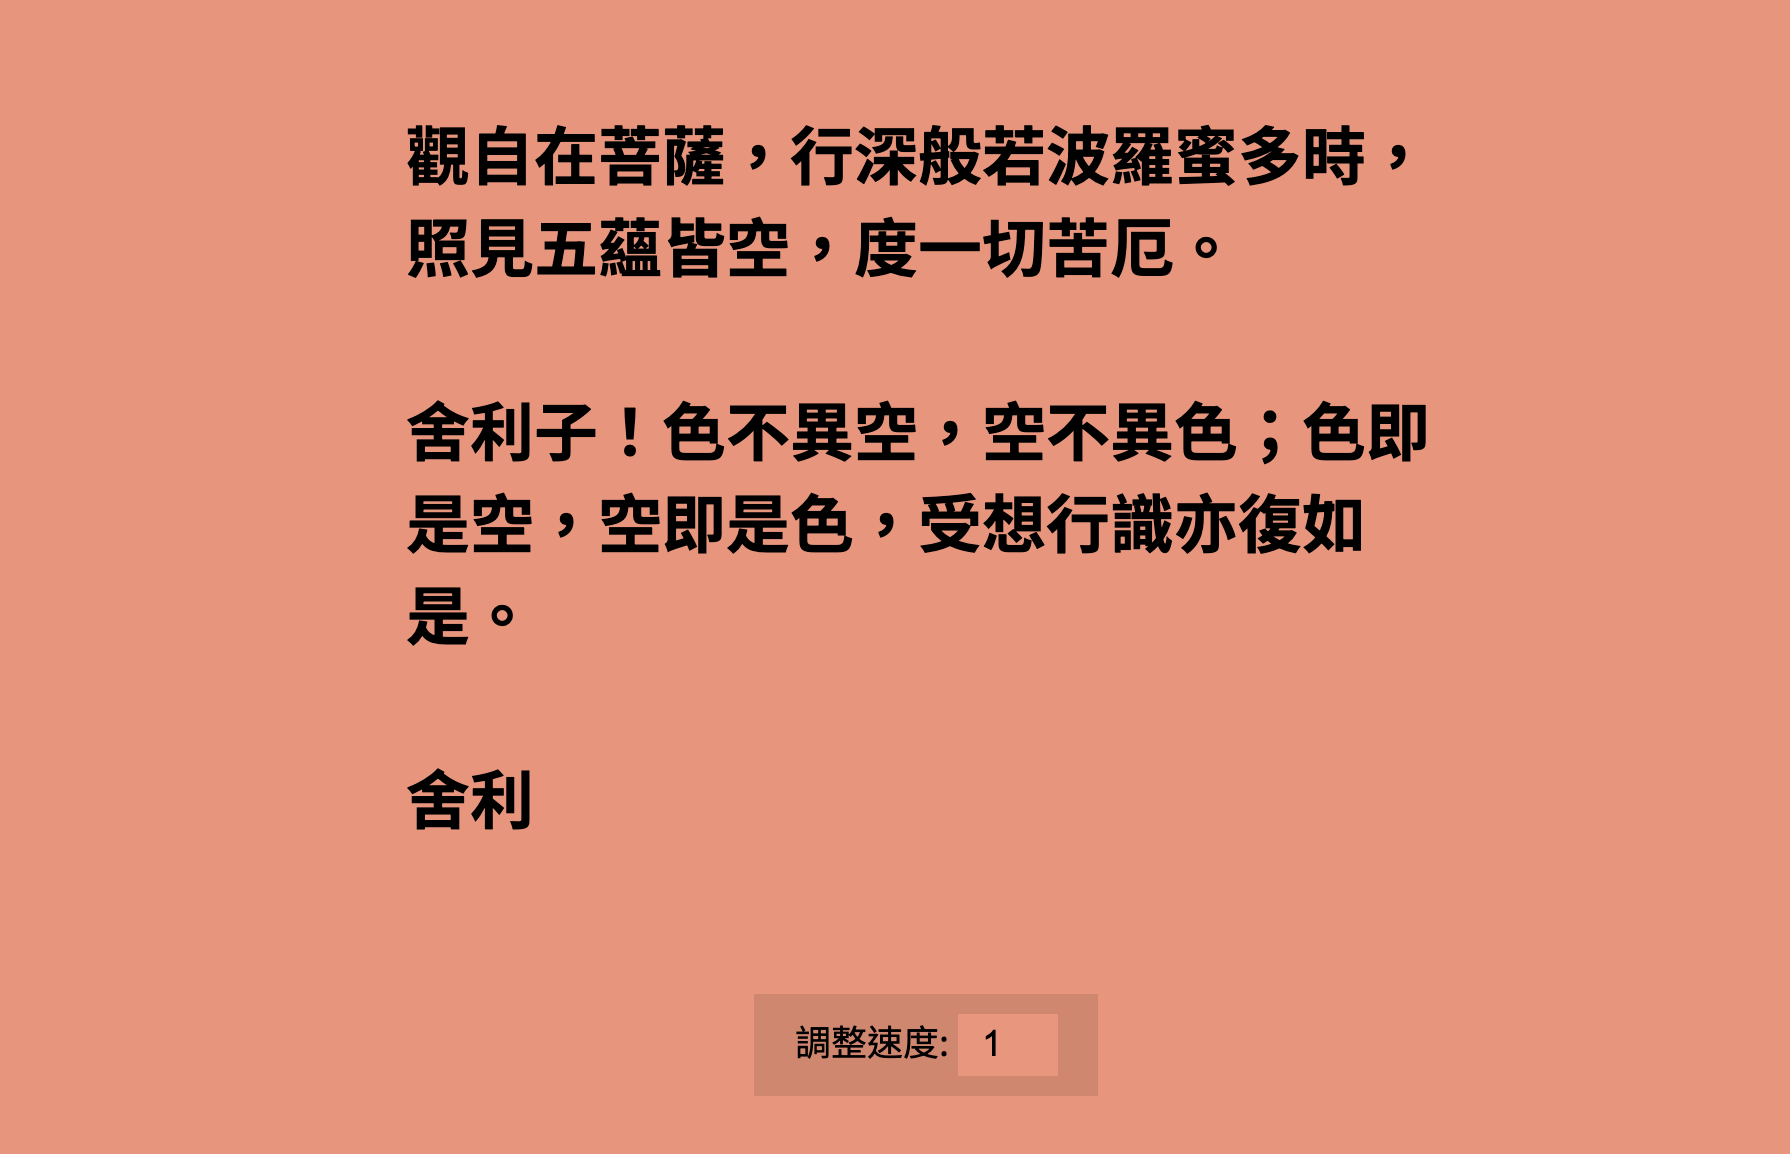 觀自在菩薩，行深般若波羅蜜多時，
照見五蘊皆空，度一切苦厄。
舍利子！色不異空，空不異色；色即
是空，空即是色，受想行識亦復如
是。
舍利
調整速度: 1